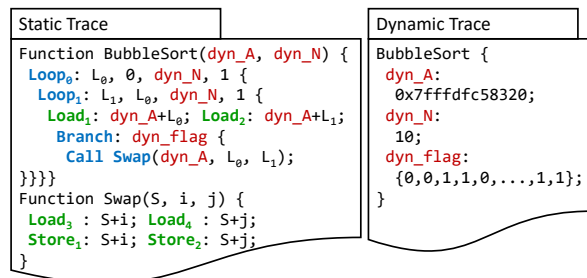 Static Trace
Function BubbleSort(dyn_A, dyn_N) {
Loop₀: L₀, 0, dyn_N, 1 {
Loop₁: L₁, L₀, dyn_N, 1 {
Load₁: dyn_A+L₀; Load₂: dyn_A+L₁;
Branch: dyn_flag {
Call Swap(dyn_A, L₀, L₁);
}}}}
Function Swap(S, i, j) {
Load₃ : S+i; Load₄ : S+j;
Store₁: S+i; Store₂: S+j;
}
Dynamic Trace
BubbleSort {
dyn_A:
0x7fffdfc58320;
dyn_N:
10;
dyn_flag:
{0,0,1,1,0,...,1,1};
}